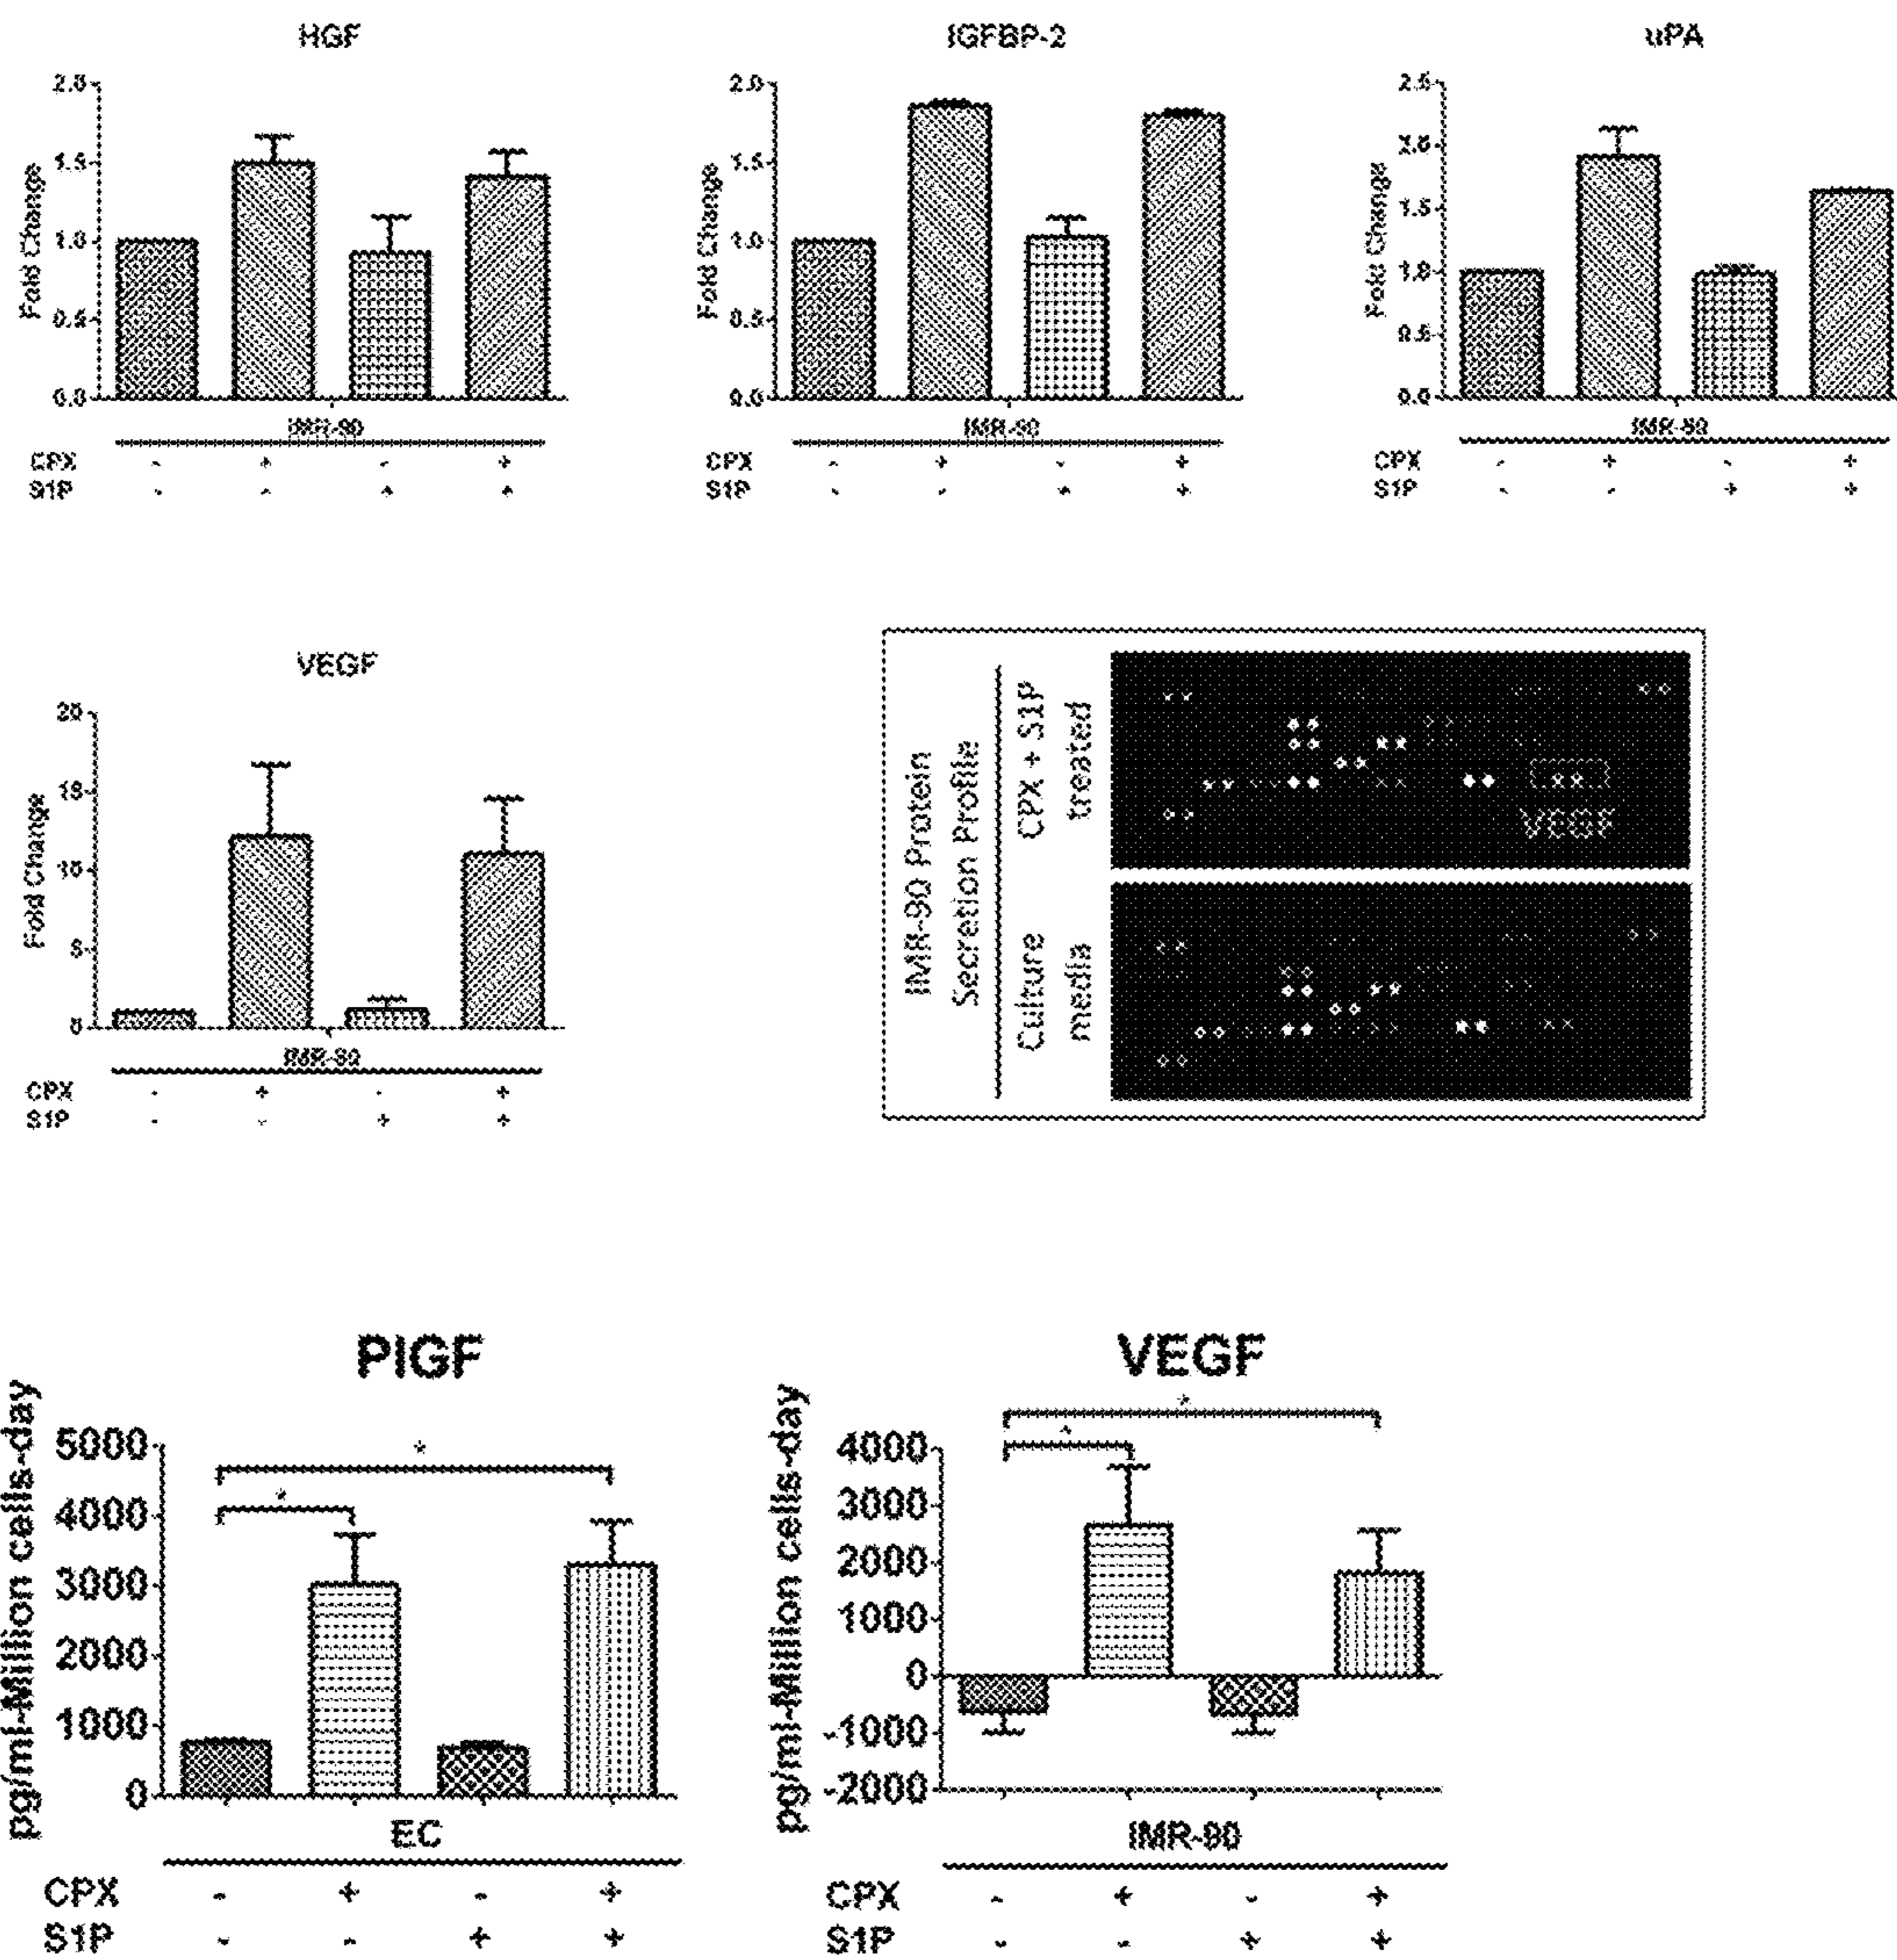 HGF
Fold Change
2.0
1.5
1.0
0.5
0.0
IMR-90
CPX - + - +
S1P - - + +
IGFBP-2
Fold Change
2.0
1.5
1.0
0.5
0.0
IMR-90
CPX - + - +
S1P - - + +
uPA
Fold Change
2.5
2.0
1.5
1.0
0.5
0.0
IMR-90
CPX - + - +
S1P - - + +
VEGF
Fold Change
20
15
10
5
0
IMR-90
CPX - + - +
S1P - - + +
IMR-90 Protein
Secretion Profile
CPX + S1P
treated
VEGF
Culture
media
PlGF
pg/ml-Million cells-day
5000
4000
3000
2000
1000
0
*
*
EC
CPX - + - +
S1P - - + +
VEGF
pg/ml-Million cells-day
4000
3000
2000
1000
0
-1000
-2000
*
*
IMR-90
CPX - + - +
S1P - - + +